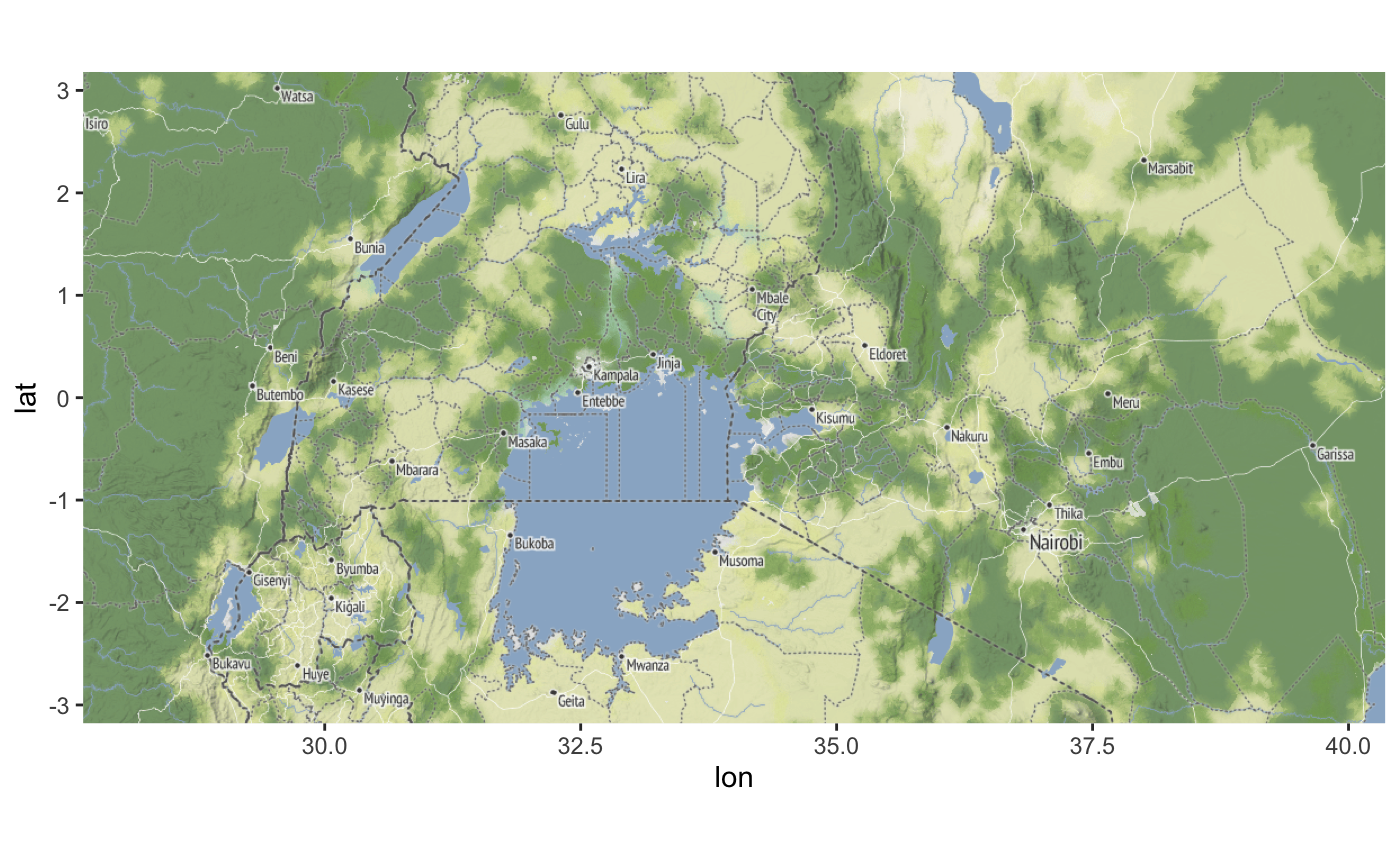 3
2
1
0
-1
-2
-3
lat
Watsa
Isiro
Gulu
Lira
Marsabit
Bunia
Mbale
City
Beni
Jinja
Eldoret
Kampala
Butembo
Kasese
Entebbe
Meru
Kisumu
Masaka
Nakuru
Garissa
Mbarara
Embu
Thika
Bukoba
Nairobi
Musoma
Byumba
Gisenyi
Kigali
Bukavu
Mwanza
Huye
Muyinga
Geita
30.0
32.5
35.0
37.5
40.0
lon